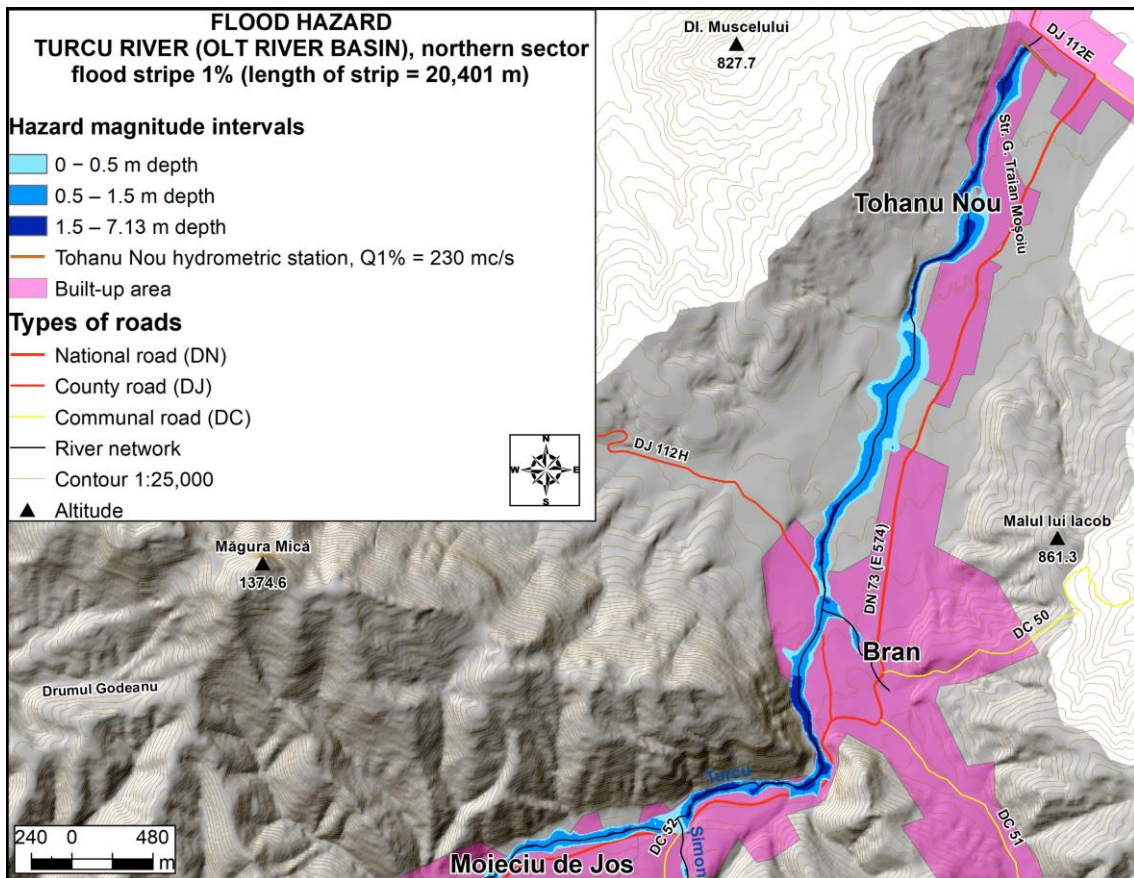 FLOOD HAZARD
TURCU RIVER (OLT RIVER BASIN), northern sector
flood stripe 1% (length of strip = 20,401 m)
Hazard magnitude intervals
0 – 0.5 m depth
0.5 – 1.5 m depth
1.5 – 7.13 m depth
Tohanu Nou hydrometric station, Q1% = 230 mc/s
Built-up area
Types of roads
National road (DN)
County road (DJ)
Communal road (DC)
River network
Contour 1:25,000
Altitude
N
W E
S
Dl. Muscelului
827.7
DJ 112E
Str. G. Traian Moșoiu
Tohanu Nou
DJ 112H
Malul lui Iacob
861.3
Măgura Mică
1374.6
DN 73 (E 574)
DC 50
Bran
Drumul Godeanu
Turcu
DC 52
Șimon
DC 51
Moieciu de Jos
240 0 480
m